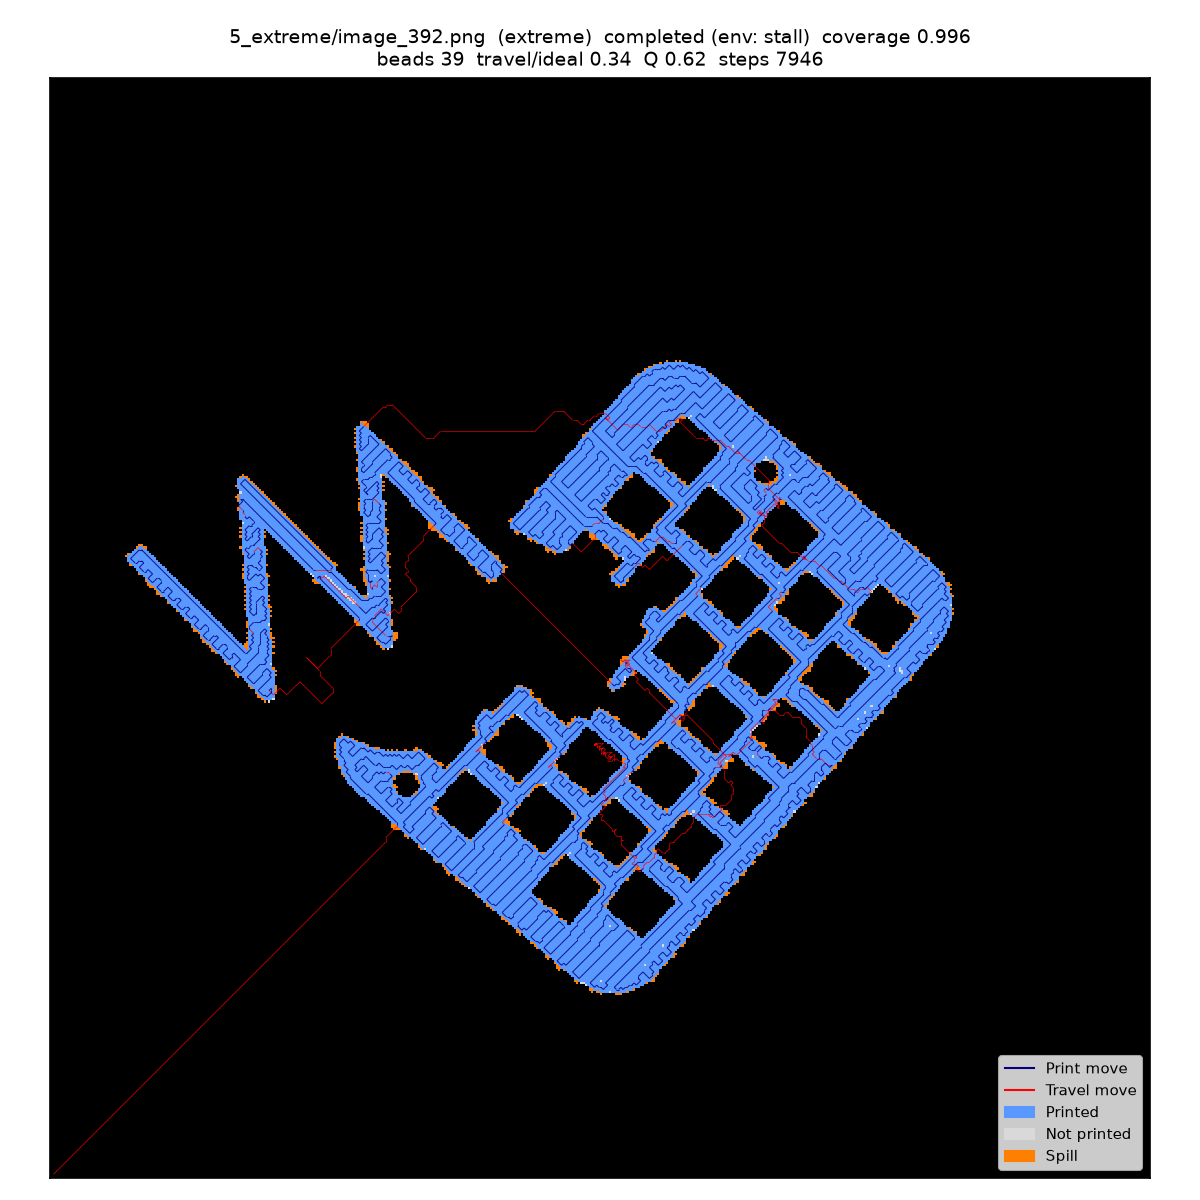 5_extreme/image_392.png  (extreme)  completed (env: stall)  coverage 0.996
beads 39  travel/ideal 0.34  Q 0.62  steps 7946
Print move
Travel move
Printed
Not printed
Spill